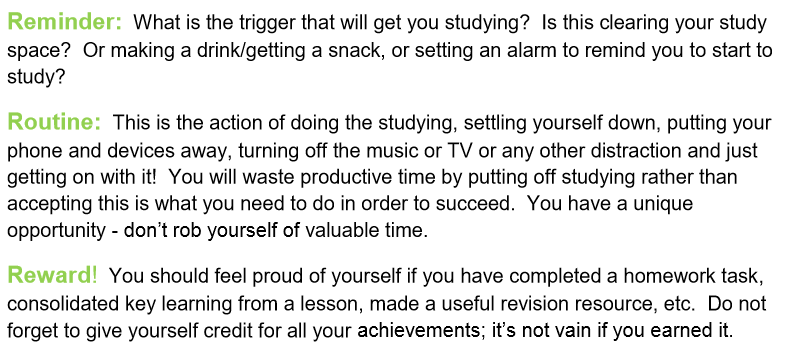 Reminder: What is the trigger that will get you studying? Is this clearing your study
space? Or making a drink/getting a snack, or setting an alarm to remind you to start to
study?
Routine: This is the action of doing the studying, settling yourself down, putting your
phone and devices away, turning off the music or TV or any other distraction and just
getting on with it! You will waste productive time by putting off studying rather than
accepting this is what you need to do in order to succeed. You have a unique
opportunity - don’t rob yourself of valuable time.
Reward! You should feel proud of yourself if you have completed a homework task,
consolidated key learning from a lesson, made a useful revision resource, etc. Do not
forget to give yourself credit for all your achievements; it’s not vain if you earned it.